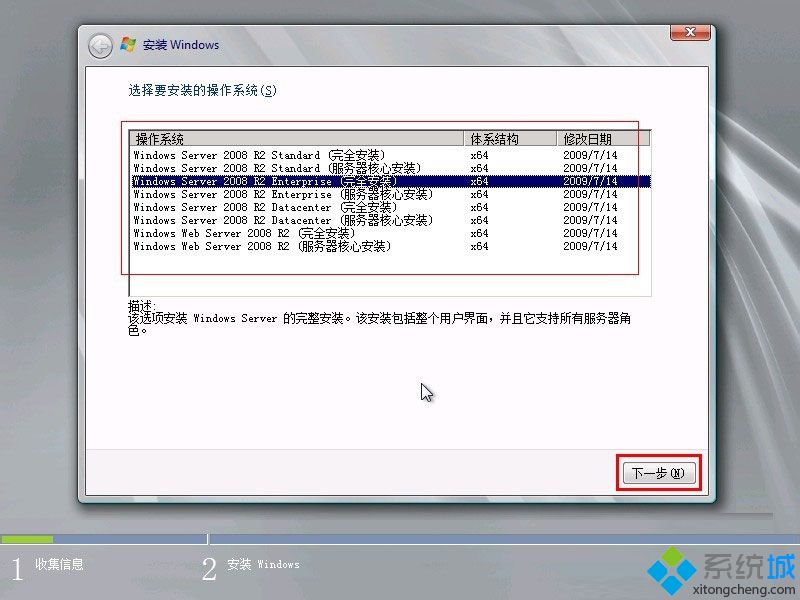 安装 Windows
选择要安装的操作系统(S)
操作系统 体系结构 修改日期
Windows Server 2008 R2 Standard (完全安装) x64 2009/7/14
Windows Server 2008 R2 Standard (服务器核心安装) x64 2009/7/14
Windows Server 2008 R2 Enterprise (完全安装) x64 2009/7/14
Windows Server 2008 R2 Enterprise (服务器核心安装) x64 2009/7/14
Windows Server 2008 R2 Datacenter (完全安装) x64 2009/7/14
Windows Server 2008 R2 Datacenter (服务器核心安装) x64 2009/7/14
Windows Web Server 2008 R2 (完全安装) x64 2009/7/14
Windows Web Server 2008 R2 (服务器核心安装) x64 2009/7/14
描述:
该选项安装 Windows Server 的完整安装。该安装包括整个用户界面，并且它支持所有服务器角
色。
下一步(N)
1 收集信息 2 安装 Windows
系统城
xitongcheng.com